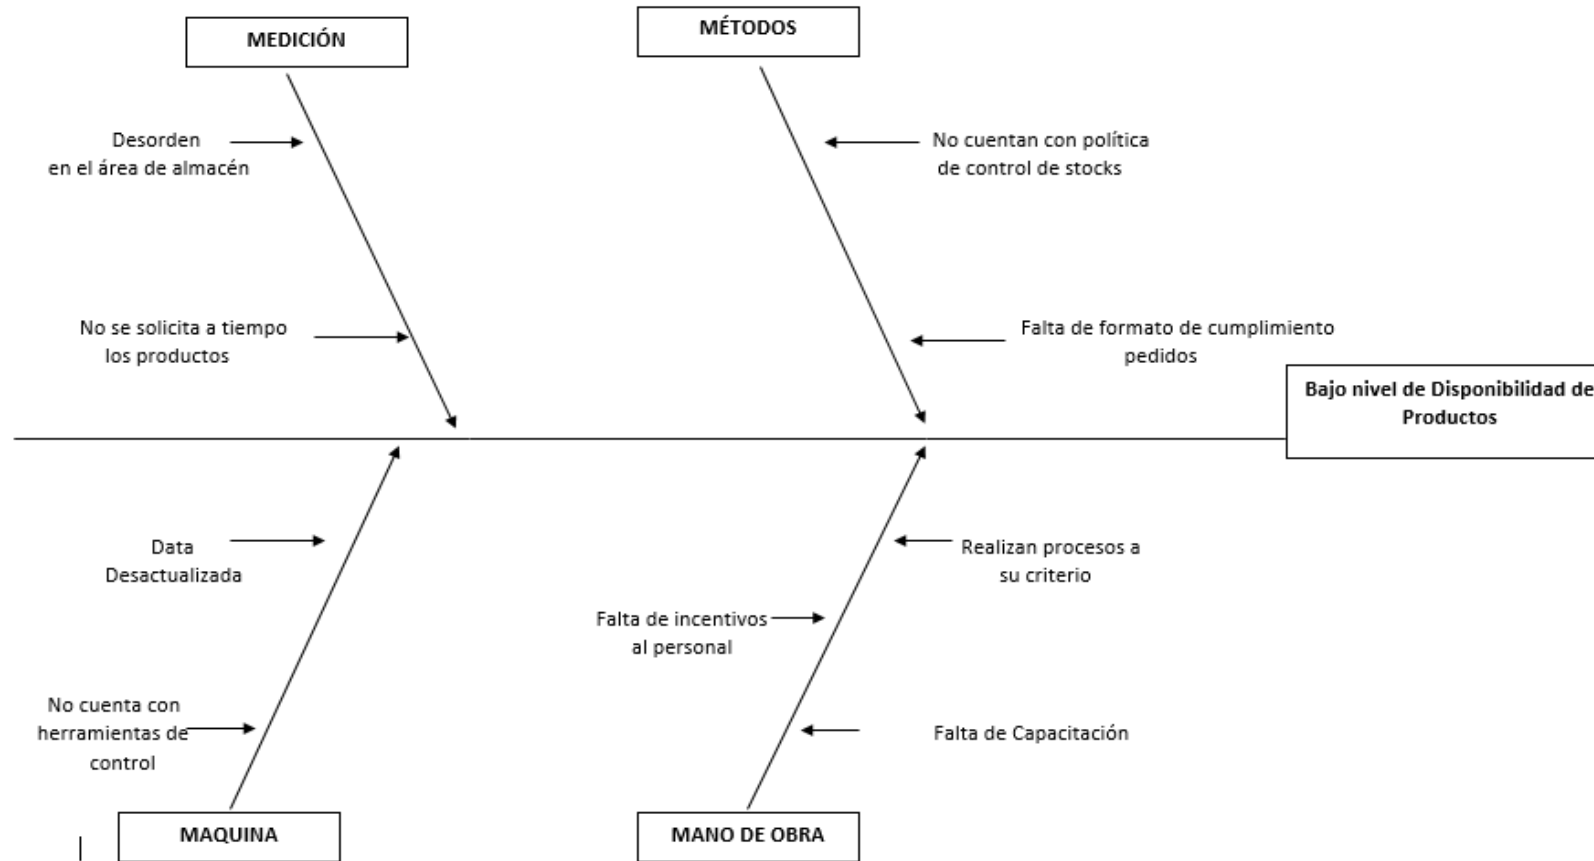 MEDICIÓN
MÉTODOS
Desorden
en el área de almacén
No cuentan con política
de control de stocks
No se solicita a tiempo
los productos
Falta de formato de cumplimiento
pedidos
Bajo nivel de Disponibilidad de
Productos
Data
Desactualizada
Realizan procesos a
su criterio
Falta de incentivos
al personal
No cuenta con
herramientas de
control
Falta de Capacitación
MAQUINA
MANO DE OBRA